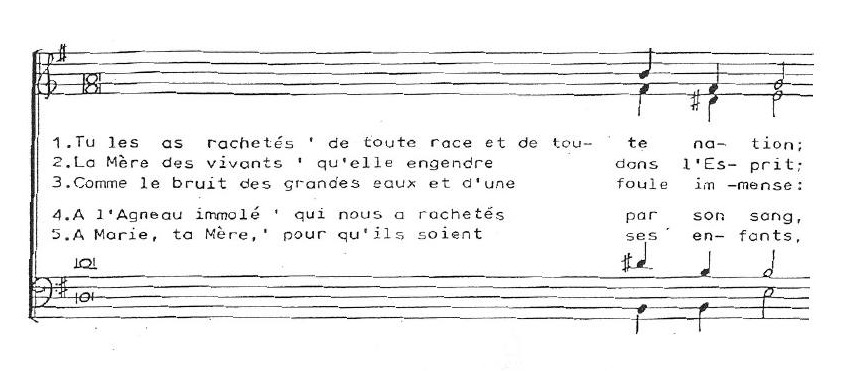 1.Tu les as rachetés ' de toute race et de tou- te na- tion;
2.La Mère des vivants ' qu'elle engendre dans l'Es- prit;
3.Comme le bruit des grandes eaux et d'une foule im -mense:
4.A l'Agneau immolé ' qui nous a rachetés par son sang,
5.A Marie, ta Mère,' pour qu'ils soient ses en- fants,